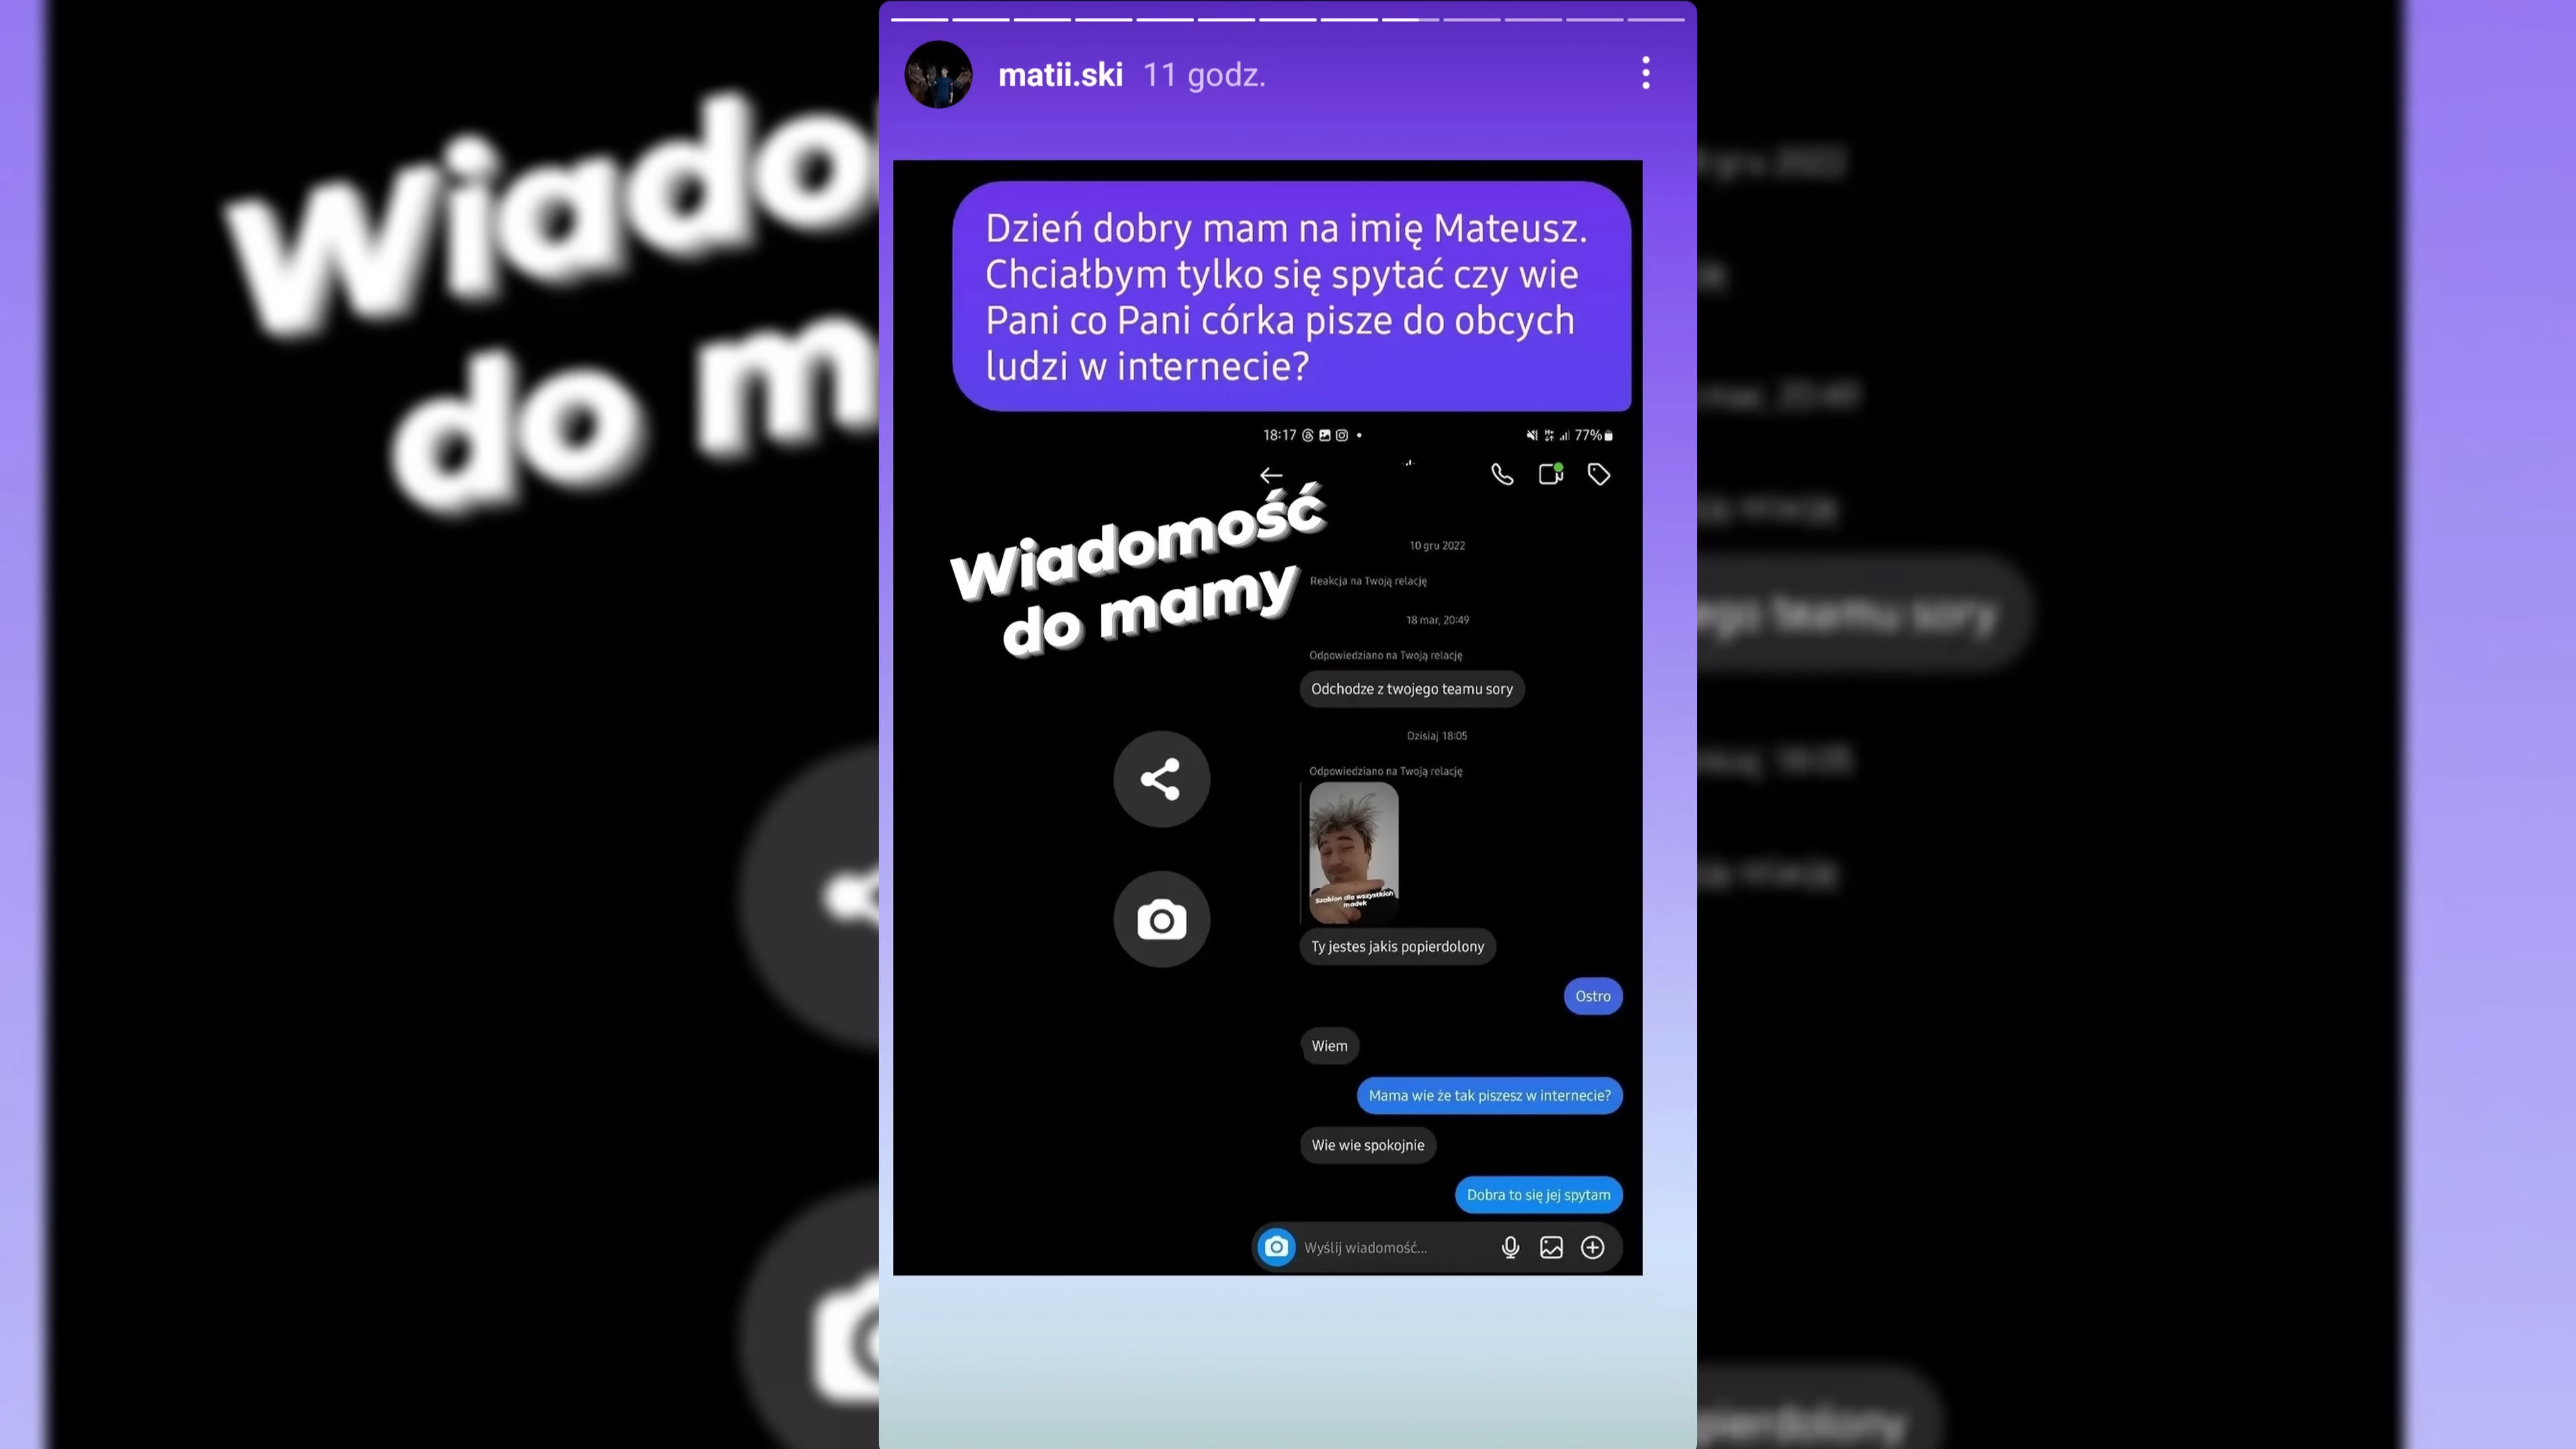 matii.ski 11 godz.
Dzień dobry mam na imię Mateusz.
Chciałbym tylko się spytać czy wie
Pani co Pani córka pisze do obcych
ludzi w internecie?
18:17
77%
Wiadomość
do mamy
10 gru 2022
Reakcja na Twoją relację
18 mar, 20:49
Odpowiedziano na Twoją relację
Odchodze z twojego teamu sory
Dzisiaj 18:05
Odpowiedziano na Twoją relację
Szablon dla wszystkich
madek
Ty jestes jakis popierdolony
Ostro
Wiem
Mama wie że tak piszesz w internecie?
Wie wie spokojnie
Dobra to się jej spytam
Wyślij wiadomość...